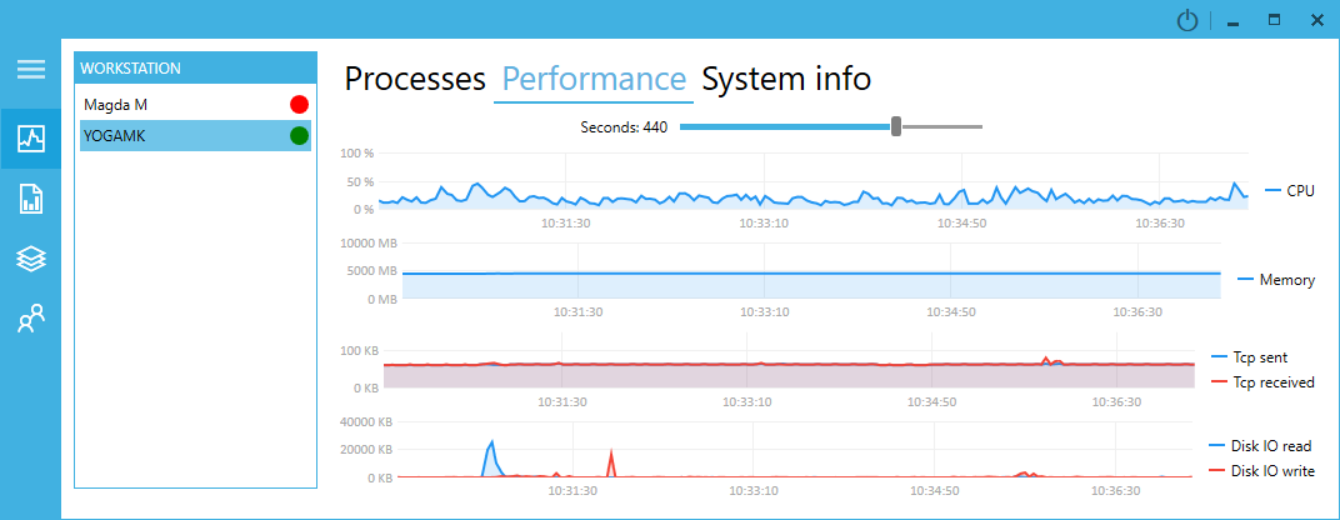 WORKSTATION
Magda M
YOGAMK
Processes Performance System info
Seconds: 440
100 %
50 %
0 %
10:31:30 10:33:10 10:34:50 10:36:30
CPU
10000 MB
5000 MB
0 MB
10:31:30 10:33:10 10:34:50 10:36:30
Memory
100 KB
0 KB
10:31:30 10:33:10 10:34:50 10:36:30
Tcp sent
Tcp received
40000 KB
20000 KB
0 KB
10:31:30 10:33:10 10:34:50 10:36:30
Disk IO read
Disk IO write